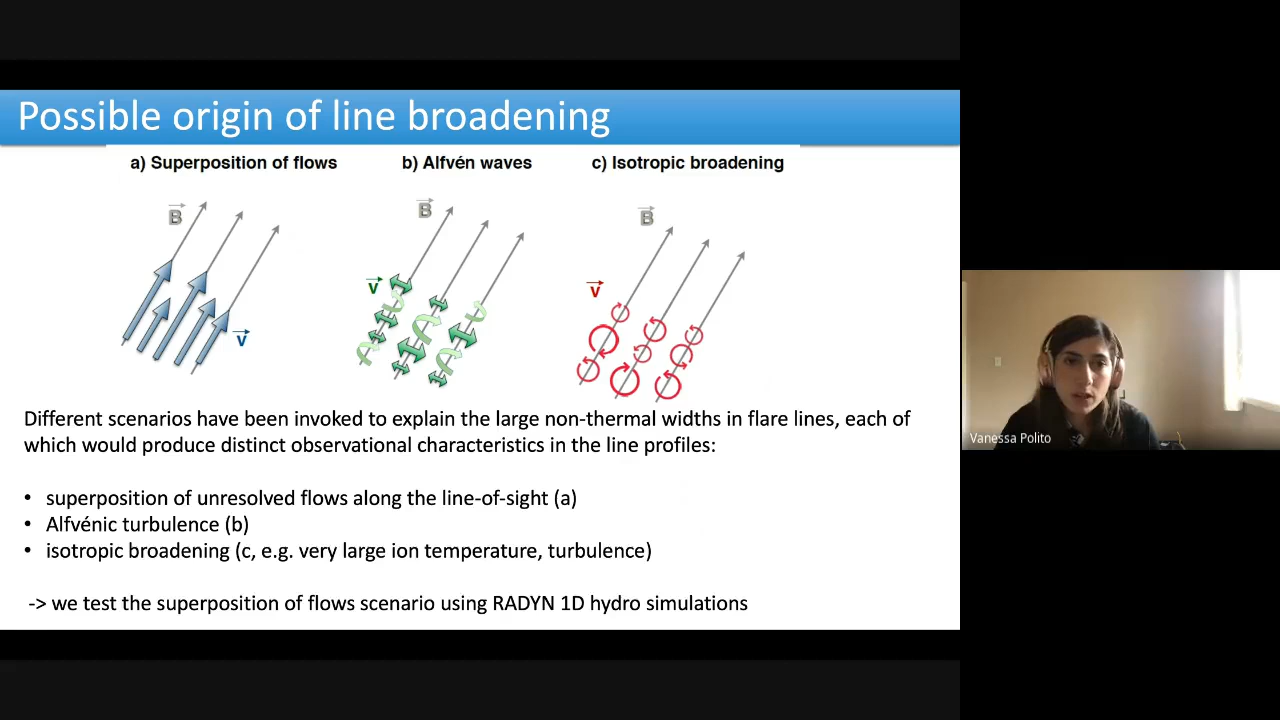 Possible origin of line broadening
a) Superposition of flows
b) Alfvén waves
c) Isotropic broadening
B
B
B
v
v
v
Different scenarios have been invoked to explain the large non-thermal widths in flare lines, each of
which would produce distinct observational characteristics in the line profiles:
• superposition of unresolved flows along the line-of-sight (a)
• Alfvénic turbulence (b)
• isotropic broadening (c, e.g. very large ion temperature, turbulence)
-> we test the superposition of flows scenario using RADYN 1D hydro simulations
Vanessa Polito